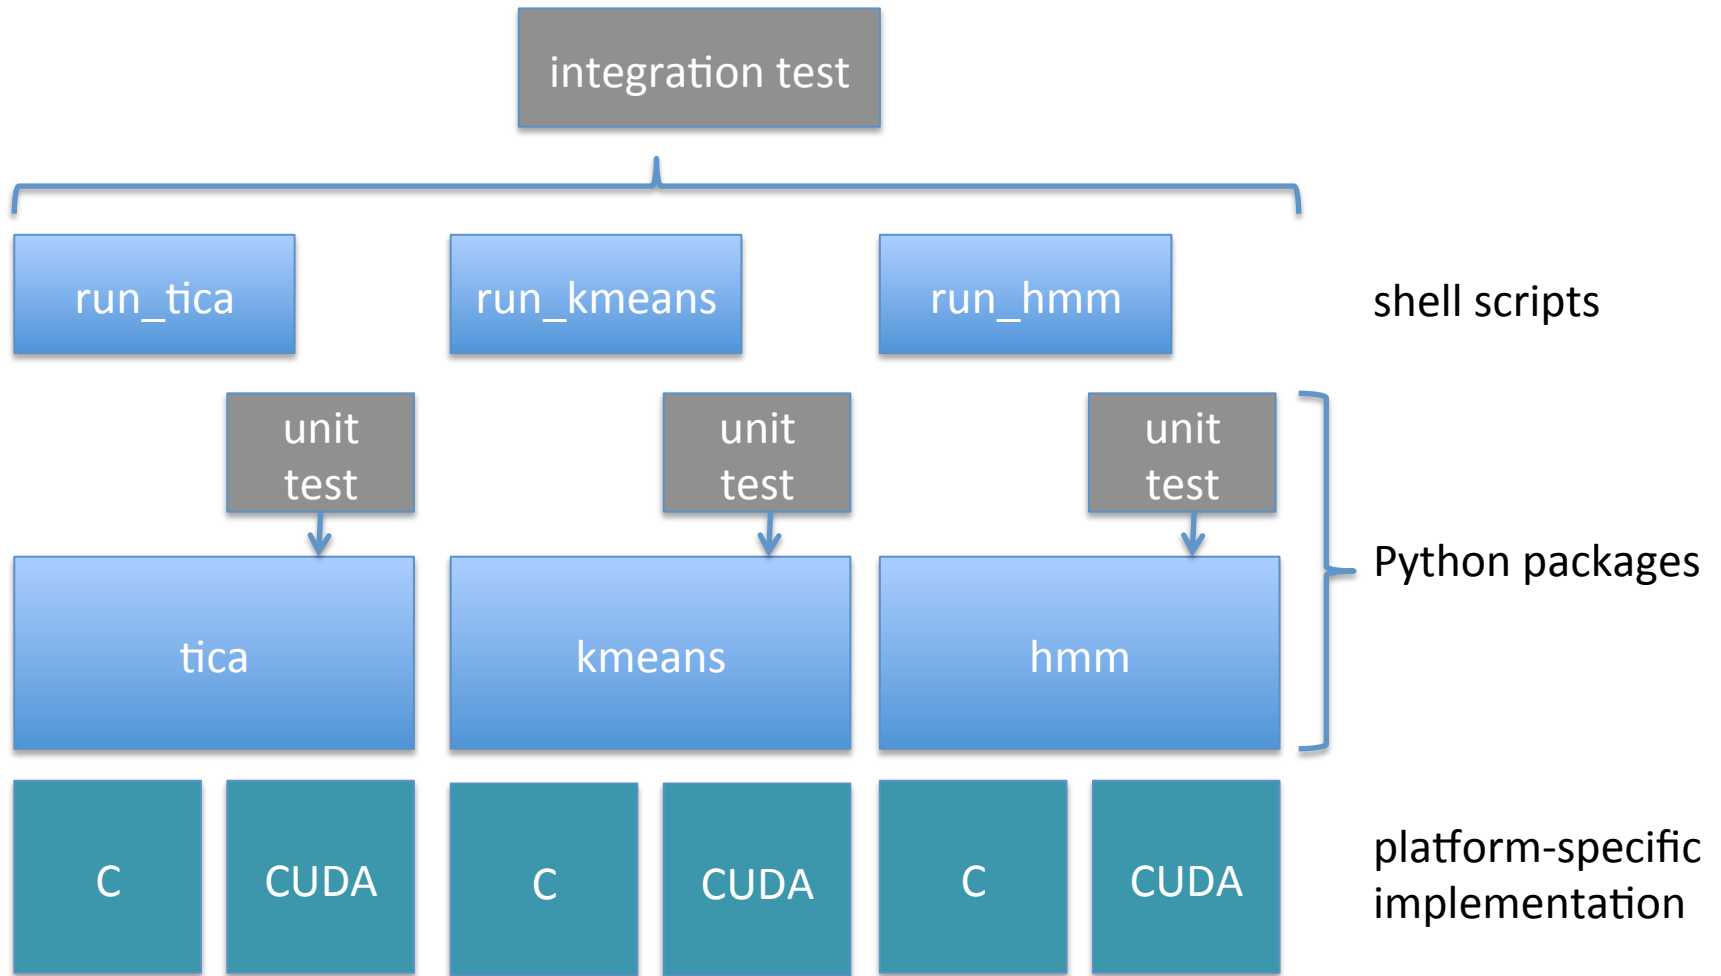 integration test
run_tica
run_kmeans
run_hmm
shell scripts
unit
test
unit
test
unit
test
Python packages
tica
kmeans
hmm
C
CUDA
C
CUDA
C
CUDA
platform-specific
implementation